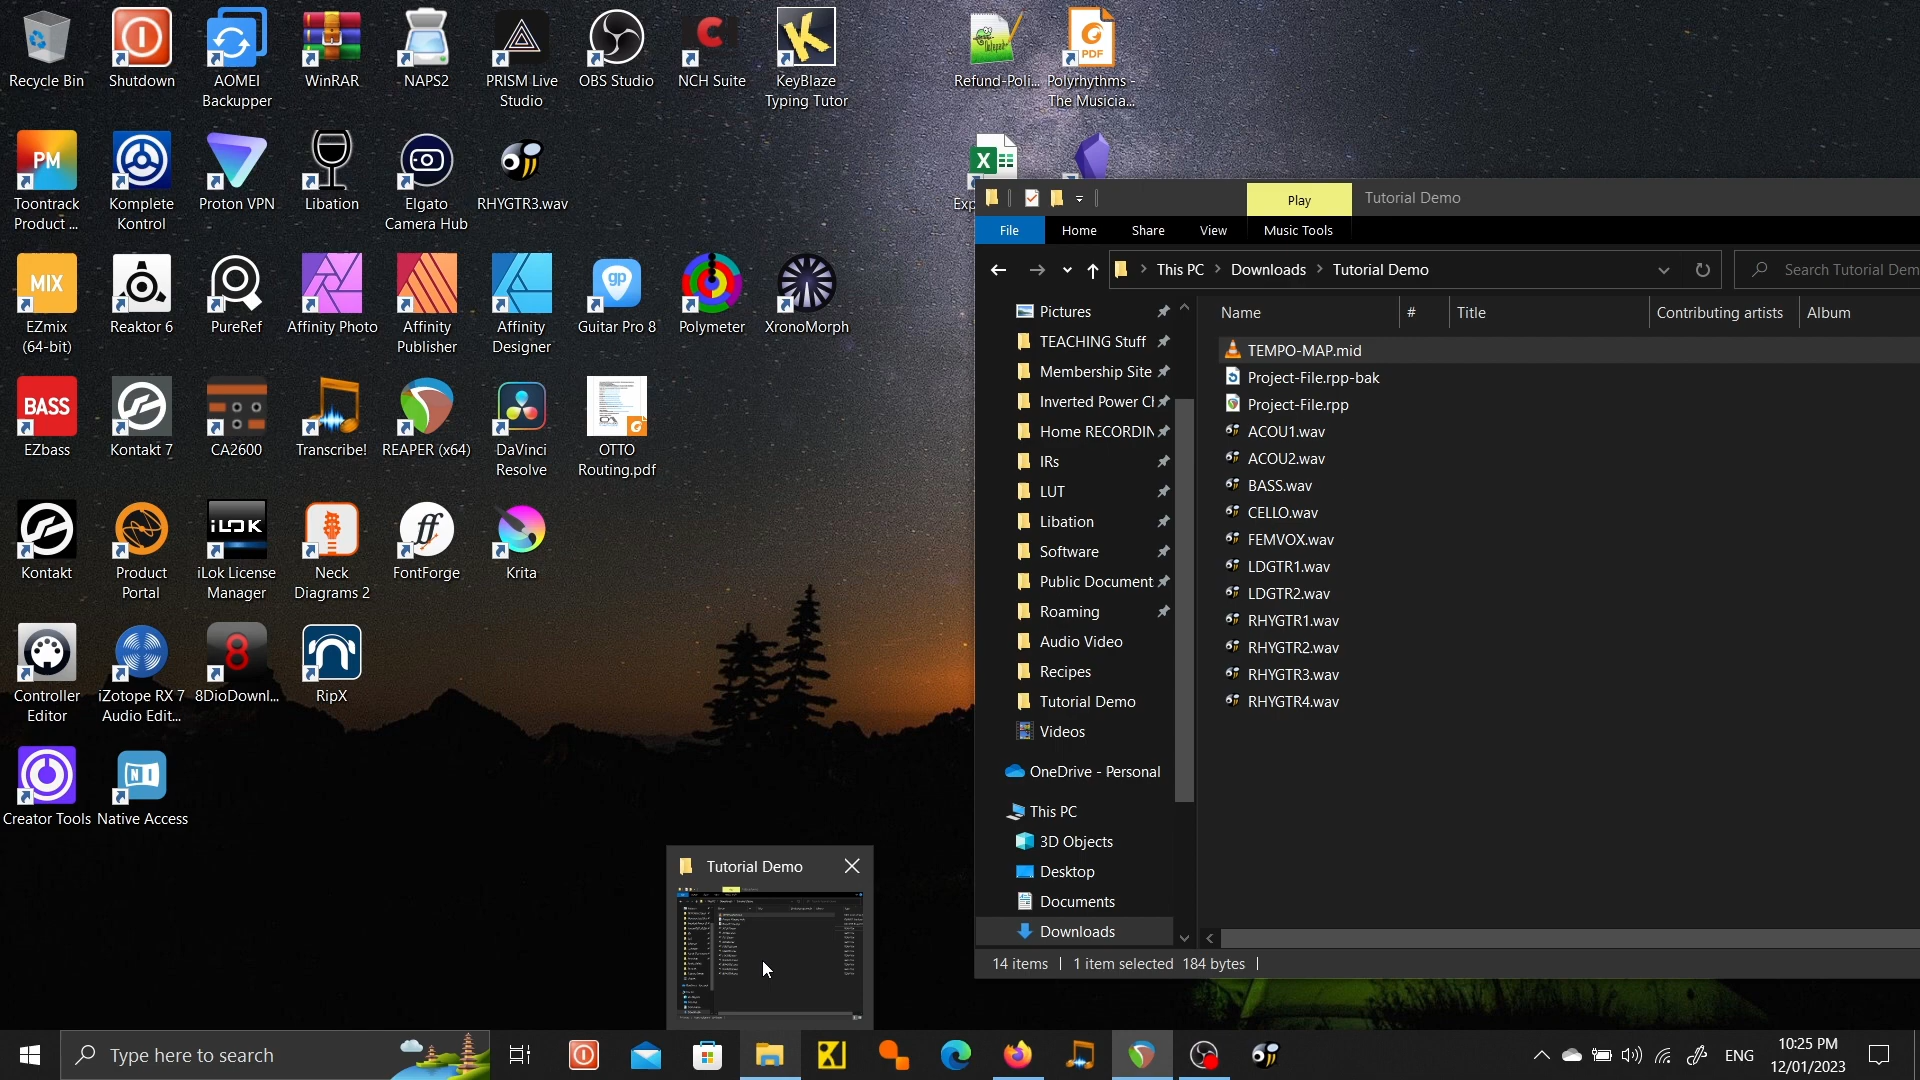 Recycle Bin
Shutdown
AOMEI
Backupper
WinRAR
NAPS2
PRISM Live
Studio
OBS Studio
NCH Suite
KeyBlaze
Typing Tutor
Refund-Poli...
PDF
Polyrhythms -
The Musicia...
PM
Toontrack
Product ...
Komplete
Kontrol
Proton VPN
Libation
Elgato
Camera Hub
RHYGTR3.wav
MIX
EZmix
(64-bit)
Reaktor 6
PureRef
Affinity Photo
Affinity
Publisher
Affinity
Designer
gp
Guitar Pro 8
Polymeter
XronoMorph
BASS
EZbass
Kontakt 7
CA2600
Transcribe!
REAPER (x64)
DaVinci
Resolve
OTTO
Routing.pdf
Kontakt
Product
Portal
iLOK
iLok License
Manager
Neck
Diagrams 2
ff
FontForge
Krita
Controller
Editor
iZotope RX 7
Audio Edit...
8
8DioDownl...
RipX
Creator Tools
NI
Native Access
Exp
Play
Tutorial Demo
File
Home
Share
View
Music Tools
This PC
Downloads
Tutorial Demo
Search Tutorial Dem
Pictures
TEACHING Stuff
Membership Site
Inverted Power Cl
Home RECORDIN
IRs
LUT
Libation
Software
Public Document
Roaming
Audio Video
Recipes
Tutorial Demo
Videos
OneDrive - Personal
This PC
3D Objects
Desktop
Documents
Downloads
Name
#
Title
Contributing artists
Album
TEMPO-MAP.mid
Project-File.rpp-bak
Project-File.rpp
ACOU1.wav
ACOU2.wav
BASS.wav
CELLO.wav
FEMVOX.wav
LDGTR1.wav
LDGTR2.wav
RHYGTR1.wav
RHYGTR2.wav
RHYGTR3.wav
RHYGTR4.wav
14 items
1 item selected 184 bytes
Tutorial Demo
Type here to search
ENG
10:25 PM
12/01/2023